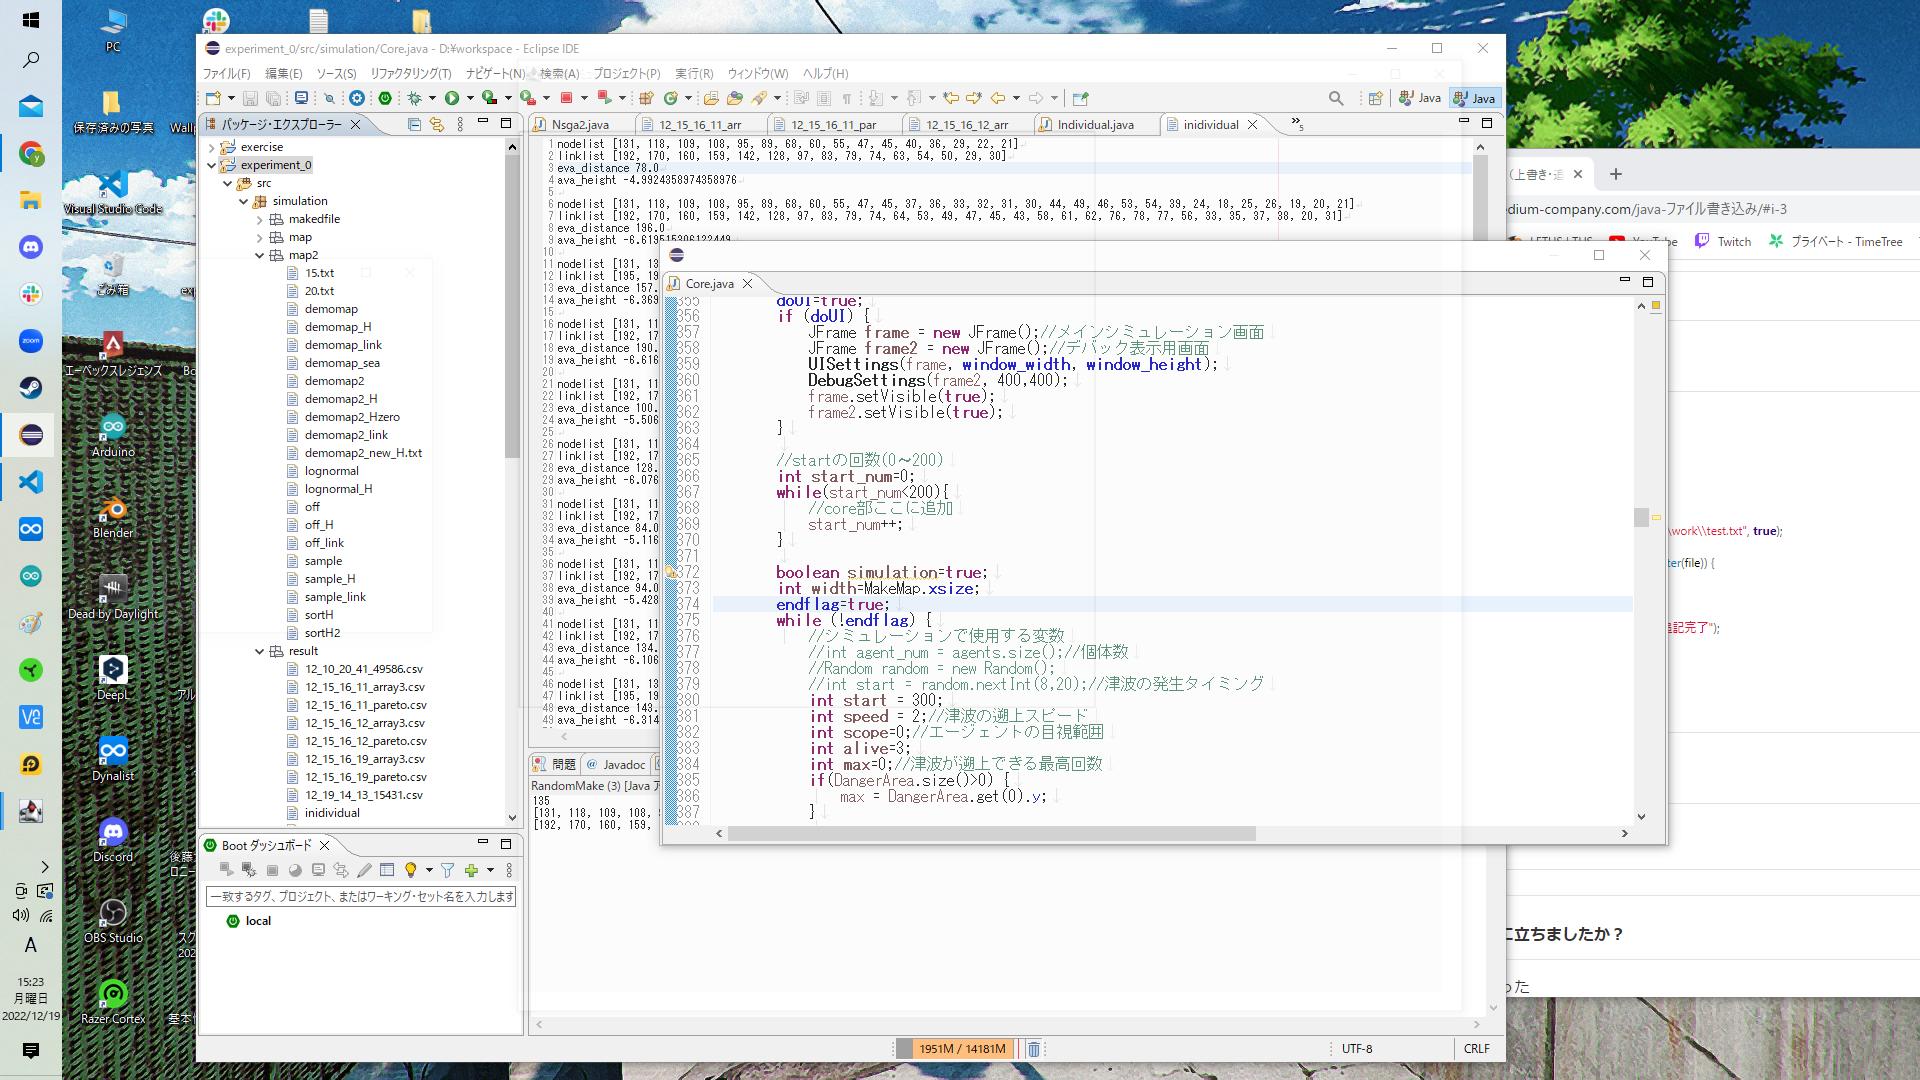 PC
保存済みの写真
Visual Studio Code
ごみ箱
エーペックスレジェンズ
Arduino
Blender
Dead by Daylight
DeepL
Dynalist
Discord
OBS Studio
Razer Cortex
zoom
A
15:23
月曜日
2022/12/19
experiment_0/src/simulation/Core.java - D:¥workspace - Eclipse IDE
ファイル(F) 編集(E) ソース(S) リファクタリング(T) ナビゲート(N) 検索(A) プロジェクト(P) 実行(R) ウィンドウ(W) ヘルプ(H)
Java Java
パッケージ・エクスプローラー
exercise
experiment_0
src
simulation
makedfile
map
map2
15.txt
20.txt
demomap
demomap_H
demomap_link
demomap_sea
demomap2
demomap2_H
demomap2_Hzero
demomap2_link
demomap2_new_H.txt
lognormal
lognormal_H
off
off_H
off_link
sample
sample_H
sample_link
sortH
sortH2
result
12_10_20_41_49586.csv
12_15_16_11_array3.csv
12_15_16_11_pareto.csv
12_15_16_12_array3.csv
12_15_16_12_pareto.csv
12_15_16_19_array3.csv
12_15_16_19_pareto.csv
12_19_14_13_15431.csv
inidividual
Boot ダッシュボード
一致するタグ、プロジェクト、またはワーキング・セット名を入力します
local
Nsga2.java 12_15_16_11_arr 12_15_16_11_par 12_15_16_12_arr Individual.java inidividual 5
1 nodelist [131, 118, 109, 108, 95, 89, 68, 60, 55, 47, 45, 40, 36, 29, 22, 21]
2 linklist [192, 170, 160, 159, 142, 128, 97, 83, 79, 74, 63, 54, 50, 29, 30]
3 eva_distance 78.0
4 ava_height -4.9924358974358976
5
6 nodelist [131, 118, 109, 108, 95, 89, 68, 60, 55, 47, 45, 37, 36, 33, 32, 31, 30, 44, 49, 46, 53, 54, 39, 24, 18, 25, 26, 19, 20, 21]
7 linklist [192, 170, 160, 159, 142, 128, 97, 83, 79, 74, 64, 53, 49, 47, 45, 43, 58, 61, 62, 76, 78, 77, 56, 33, 35, 37, 38, 20, 31]
8 eva_distance 196.0
9 ava_height -6.619515306122449
10
11 nodelist [131, 13
12 linklist [195, 19
13 eva_distance 157.
14 ava_height -6.369
15
16 nodelist [131, 11
17 linklist [192, 17
18 eva_distance 190.
19 ava_height -6.616
20
21 nodelist [131, 11
22 linklist [192, 17
23 eva_distance 100.
24 ava_height -5.506
25
26 nodelist [131, 11
27 linklist [192, 17
28 eva_distance 128.
29 ava_height -6.076
30
31 nodelist [131, 11
32 linklist [192, 17
33 eva_distance 84.0
34 ava_height -5.116
35
36 nodelist [131, 11
37 linklist [192, 17
38 eva_distance 94.0
39 ava_height -5.428
40
41 nodelist [131, 11
42 linklist [192, 17
43 eva_distance 134.
44 ava_height -6.106
45
46 nodelist [131, 13
47 linklist [195, 19
48 eva_distance 143.
49 ava_height -6.314
問題 @ Javadoc
RandomMake (3) [Java
135
[131, 118, 109, 108,
[192, 170, 160, 159,
1951M / 14181M
UTF-8 CRLF
Core.java
355 doUI=true;
356 if (doUI) {
357 JFrame frame = new JFrame();//メインシミュレーション画面
358 JFrame frame2 = new JFrame();//デバック表示用画面
359 UISettings(frame, window_width, window_height);
360 DebugSettings(frame2, 400,400);
361 frame.setVisible(true);
362 frame2.setVisible(true);
363 }
364
365 //startの回数(0～200)
366 int start_num=0;
367 while(start_num<200){
368 //core部ここに追加
369 start_num++;
370 }
371
372 boolean simulation=true;
373 int width=MakeMap.xsize;
374 endflag=true;
375 while (!endflag) {
376 //シミュレーションで使用する変数
377 //int agent_num = agents.size();//個体数
378 //Random random = new Random();
379 //int start = random.nextInt(8,20);//津波の発生タイミング
380 int start = 300;
381 int speed = 2;//津波の遡上スピード
382 int scope=0;//エージェントの目視範囲
383 int alive=3;
384 int max=0;//津波が遡上できる最高回数
385 if(DangerArea.size()>0) {
386 max = DangerArea.get(0).y;
387 }
（上書き・追
edium-company.com/java-ファイル書き込み/#i-3
YouTube Twitch プライベート - TimeTree
\work\\test.txt", true);
ter(file)) {
追記完了");
に立ちましたか？
った